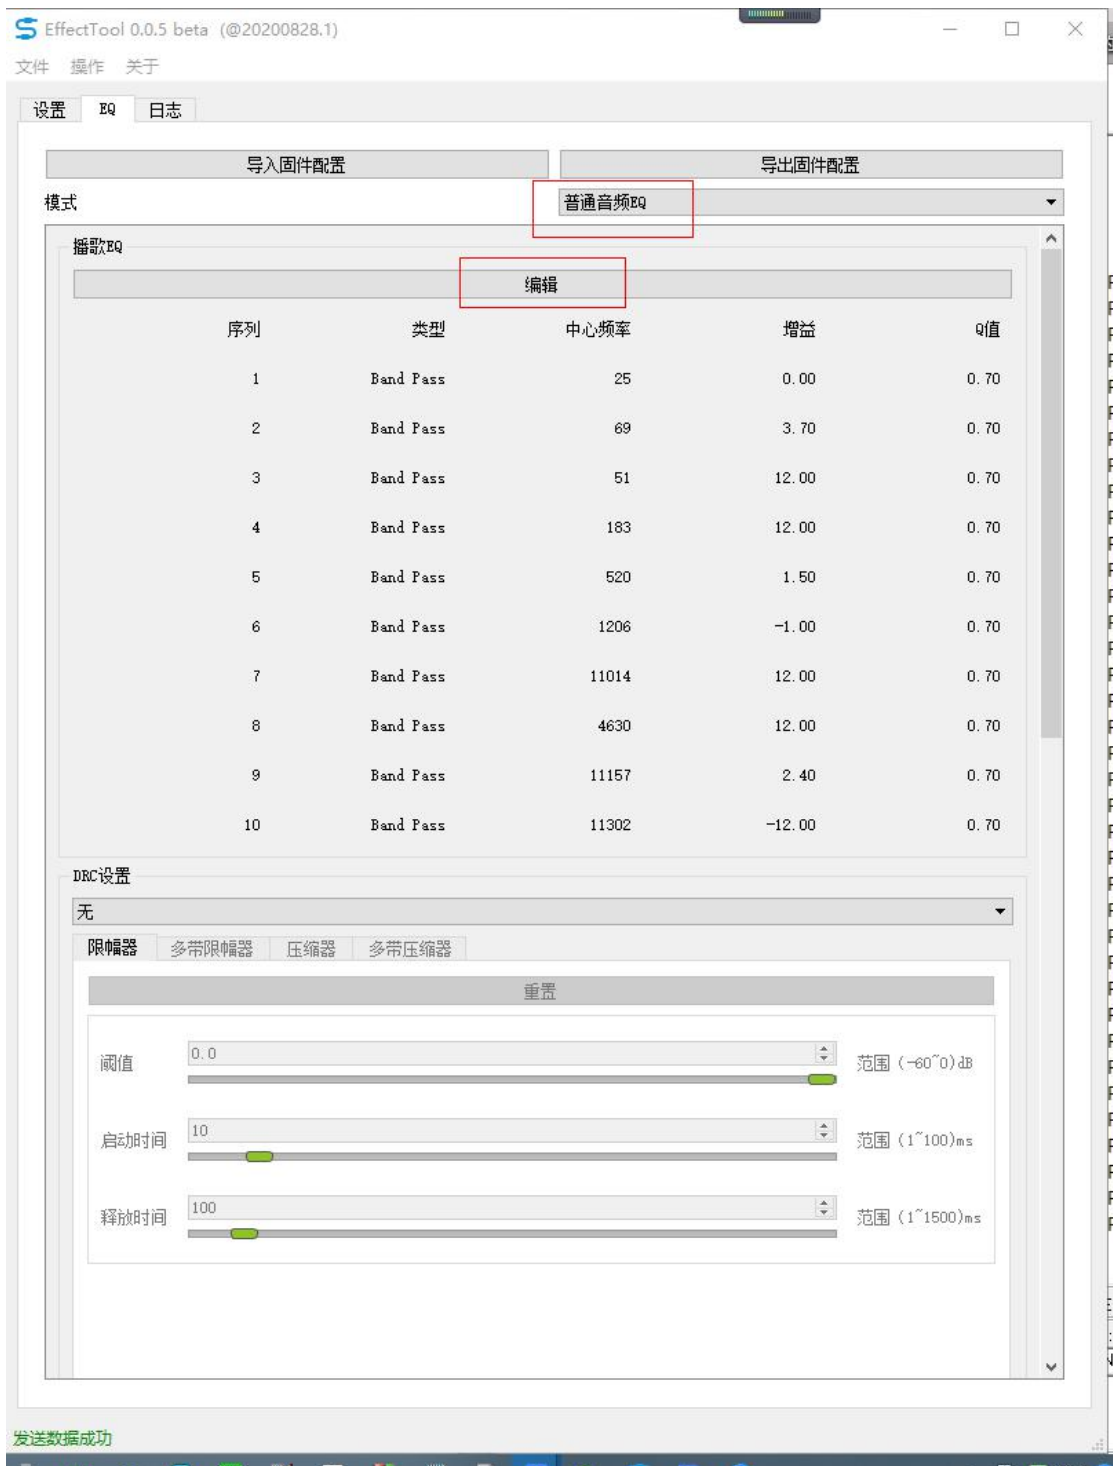 EffectTool 0.0.5 beta (@20200828.1)
文件 操作 关于
设置 EQ 日志
导入固件配置 导出固件配置
模式 普通音频EQ
播歌EQ
编辑
序列 类型 中心频率 增益 Q值
1 Band Pass 25 0.00 0.70
2 Band Pass 69 3.70 0.70
3 Band Pass 51 12.00 0.70
4 Band Pass 183 12.00 0.70
5 Band Pass 520 1.50 0.70
6 Band Pass 1206 -1.00 0.70
7 Band Pass 11014 12.00 0.70
8 Band Pass 4630 12.00 0.70
9 Band Pass 11157 2.40 0.70
10 Band Pass 11302 -12.00 0.70
DRC设置
无
限幅器 多带限幅器 压缩器 多带压缩器
重置
阈值 0.0 范围 (-60~0)dB
启动时间 10 范围 (1~100)ms
释放时间 100 范围 (1~1500)ms
发送数据成功